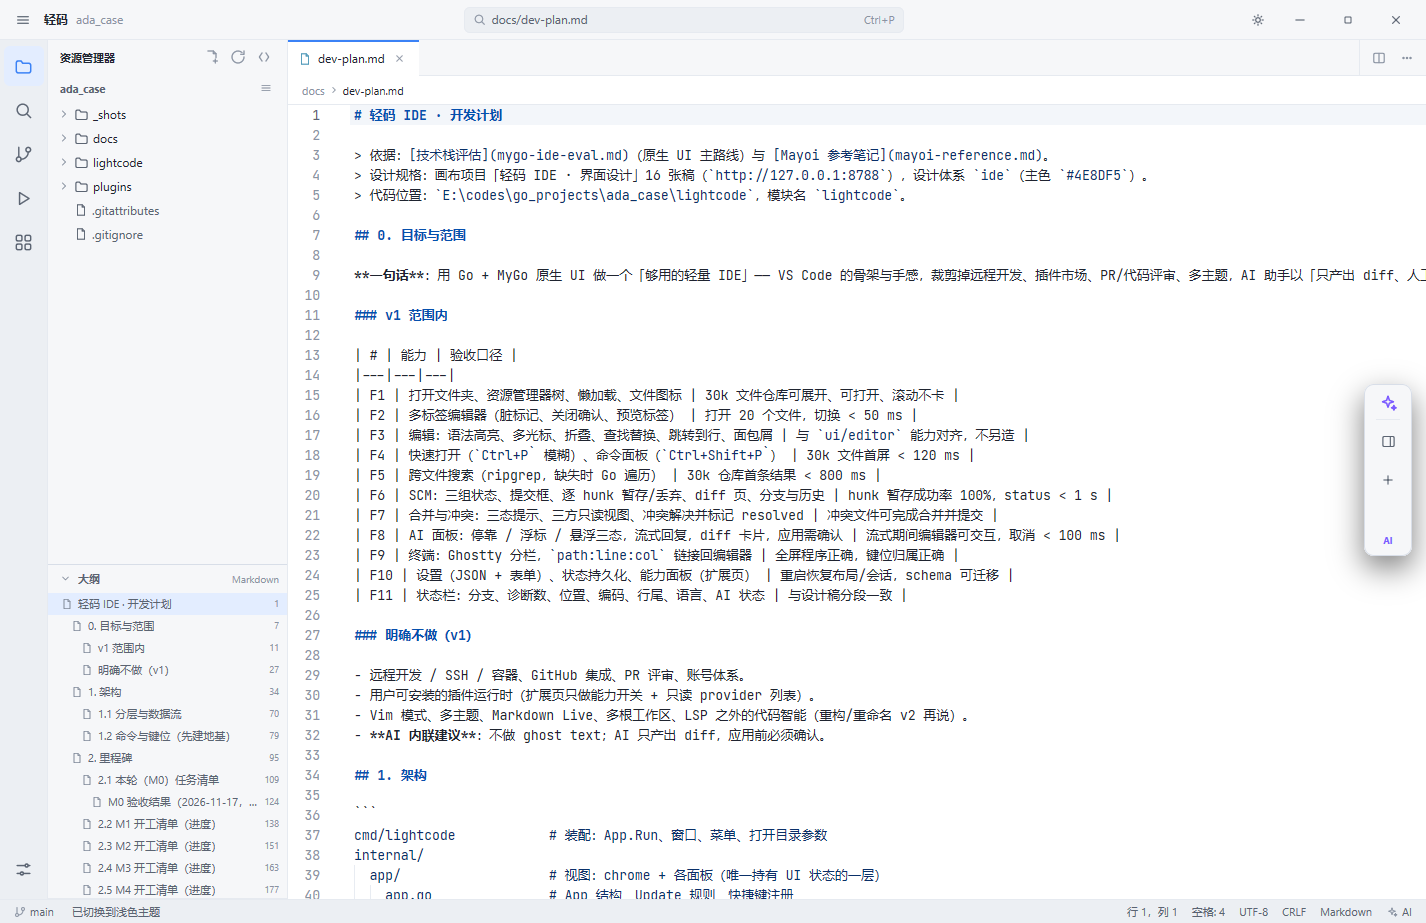 轻码 ada_case
docs/dev-plan.md Ctrl+P
资源管理器
ada_case
_shots
docs
lightcode
plugins
.gitattributes
.gitignore
大纲 Markdown
轻码 IDE · 开发计划 1
0. 目标与范围 7
v1 范围内 11
明确不做（v1） 27
1. 架构 34
1.1 分层与数据流 70
1.2 命令与键位（先建地基） 79
2. 里程碑 95
2.1 本轮（M0）任务清单 109
M0 验收结果（2026-11-17，... 124
2.2 M1 开工清单（进度） 138
2.3 M2 开工清单（进度） 151
2.4 M3 开工清单（进度） 163
2.5 M4 开工清单（进度） 177
dev-plan.md
docs > dev-plan.md
1 # 轻码 IDE · 开发计划
2
3 > 依据：[技术栈评估](mygo-ide-eval.md)（原生 UI 主路线）与 [Mayoi 参考笔记](mayoi-reference.md)。
4 > 设计规格：画布项目「轻码 IDE · 界面设计」16 张稿（`http://127.0.0.1:8788`），设计体系 `ide`（主色 `#4E8DF5`）。
5 > 代码位置：`E:\codes\go_projects\ada_case\lightcode`，模块名 `lightcode`。
6
7 ## 0. 目标与范围
8
9 **一句话**：用 Go + MyGo 原生 UI 做一个「够用的轻量 IDE」—— VS Code 的骨架与手感，裁剪掉远程开发、插件市场、PR/代码评审、多主题，AI 助手以「只产出 diff、人工
10
11 ### v1 范围内
12
13 | # | 能力 | 验收口径 |
14 |---|---|---|
15 | F1 | 打开文件夹、资源管理器树、懒加载、文件图标 | 30k 文件仓库可展开、可打开、滚动不卡 |
16 | F2 | 多标签编辑器（脏标记、关闭确认、预览标签） | 打开 20 个文件，切换 < 50 ms |
17 | F3 | 编辑：语法高亮、多光标、折叠、查找替换、跳转到行、面包屑 | 与 `ui/editor` 能力对齐，不另造 |
18 | F4 | 快速打开（`Ctrl+P` 模糊）、命令面板（`Ctrl+Shift+P`） | 30k 文件首屏 < 120 ms |
19 | F5 | 跨文件搜索（ripgrep，缺失时 Go 遍历） | 30k 仓库首条结果 < 800 ms |
20 | F6 | SCM：三组状态、提交框、逐 hunk 暂存/丢弃、diff 页、分支与历史 | hunk 暂存成功率 100%，status < 1 s |
21 | F7 | 合并与冲突：三态提示、三方只读视图、冲突解决并标记 resolved | 冲突文件可完成合并并提交 |
22 | F8 | AI 面板：停靠 / 浮标 / 悬浮三态，流式回复，diff 卡片，应用需确认 | 流式期间编辑器可交互，取消 < 100 ms |
23 | F9 | 终端：Ghostty 分栏，`path:line:col` 链接回编辑器 | 全屏程序正确，键位归属正确 |
24 | F10 | 设置（JSON + 表单）、状态持久化、能力面板（扩展页） | 重启恢复布局/会话，schema 可迁移 |
25 | F11 | 状态栏：分支、诊断数、位置、编码、行尾、语言、AI 状态 | 与设计稿分段一致 |
26
27 ### 明确不做（v1）
28
29 - 远程开发 / SSH / 容器、GitHub 集成、PR 评审、账号体系。
30 - 用户可安装的插件运行时（扩展页只做能力开关 + 只读 provider 列表）。
31 - Vim 模式、多主题、Markdown Live、多根工作区、LSP 之外的代码智能（重构/重命名 v2 再说）。
32 - **AI 内联建议**：不做 ghost text；AI 只产出 diff，应用前必须确认。
33
34 ## 1. 架构
35
36 ```
37 cmd/lightcode # 装配：App.Run、窗口、菜单、打开目录参数
38 internal/
39 app/ # 视图：chrome + 各面板（唯一持有 UI 状态的一层）
40 app.go # App 结构、Update 规则、快捷键注册
AI
main 已切换到浅色主题 行 1，列 1 空格: 4 UTF-8 CRLF Markdown AI